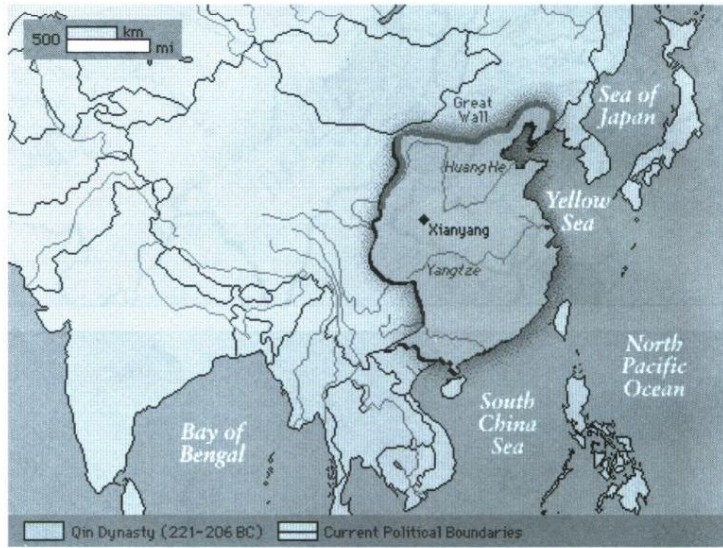 500 km
mi
Great
Wall
Sea of
Japan
Huang He
Yellow
Sea
Xianyang
Yangtze
North
Pacific
Ocean
South
China
Sea
Bay of
Bengal
Qin Dynasty (221-206 BC) Current Political Boundaries